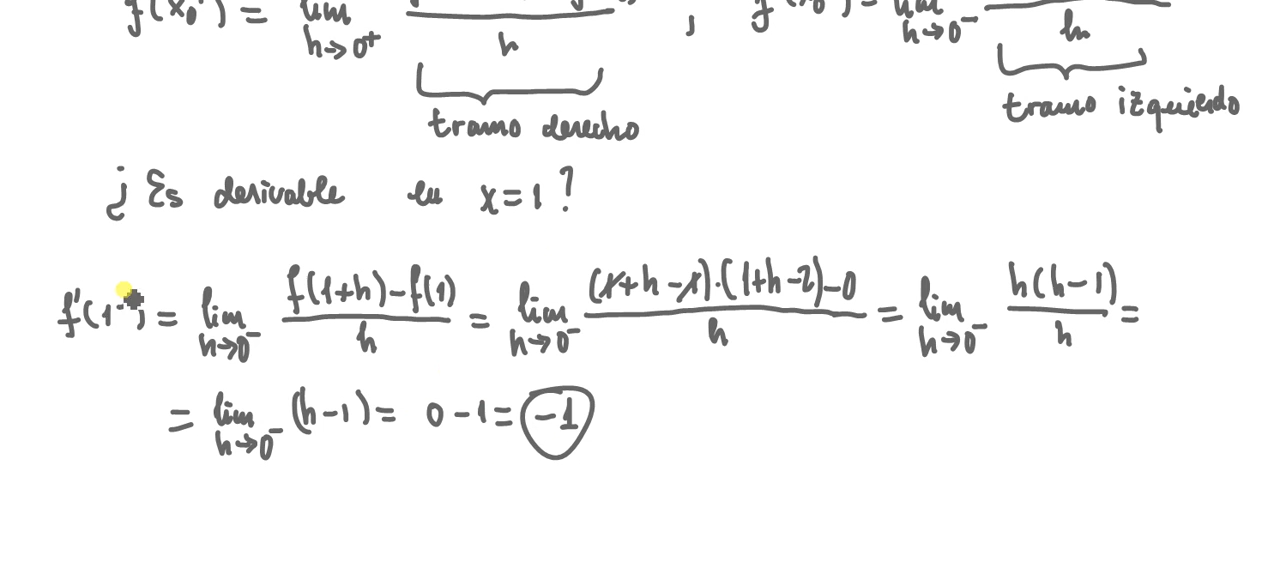 f'(x₀⁺) = lim h→0⁺ h , = lim h→0⁻ h
tramo derecho tramo izquierdo
¿ Es derivable en x=1 ?
f'(1⁻) = lim h→0⁻ f(1+h)-f(1) / h = lim h→0⁻ (1+h-1)·(1+h-2)-0 / h = lim h→0⁻ h(h-1) / h =
= lim h→0⁻ (h-1) = 0-1 = -1